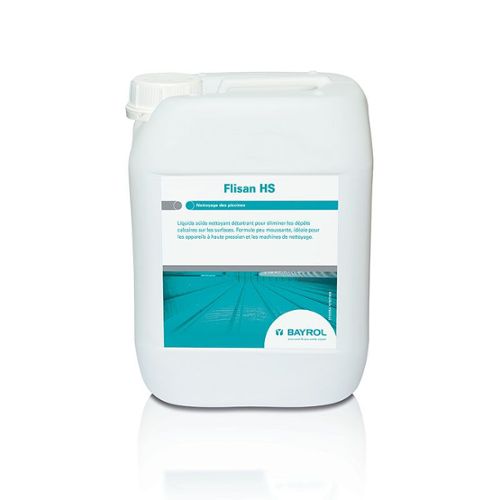 Flisan HS
Nettoyage des piscines
Liquide acide nettoyant détartrant pour éliminer les dépôts
calcaires sur les surfaces. Formule peu moussante, idéale pour
les appareils à haute pression et les machines de nettoyage.
BAYROL